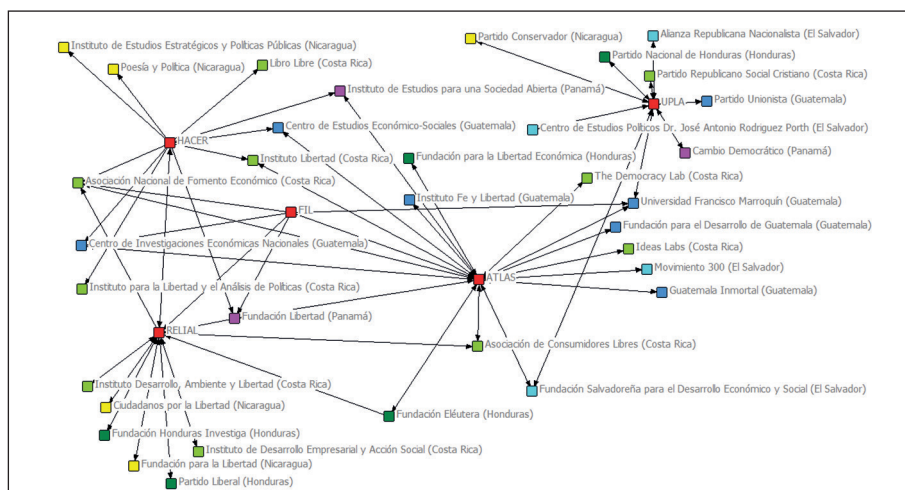 Partido Conservador (Nicaragua)
Alianza Republicana Nacionalista (El Salvador)
Instituto de Estudios Estratégicos y Políticas Públicas (Nicaragua)
Partido Nacional de Honduras (Honduras)
Libro Libre (Costa Rica)
Poesía y Política (Nicaragua)
Partido Republicano Social Cristiano (Costa Rica)
Instituto de Estudios para una Sociedad Abierta (Panamá)
UPLA
Partido Unionista (Guatemala)
Centro de Estudios Económico-Sociales (Guatemala)
Centro de Estudios Políticos Dr. José Antonio Rodriguez Porth (El Salvador)
HACER
Cambio Democrático (Panamá)
Instituto Libertad (Costa Rica)
Fundación para la Libertad Económica (Honduras)
The Democracy Lab (Costa Rica)
Asociación Nacional de Fomento Económico (Costa Rica)
Instituto Fe y Libertad (Guatemala)
Universidad Francisco Marroquín (Guatemala)
FIL
Fundación para el Desarrollo de Guatemala (Guatemala)
Centro de Investigaciones Económicas Nacionales (Guatemala)
Ideas Labs (Costa Rica)
Movimiento 300 (El Salvador)
ATLAS
Instituto para la Libertad y el Análisis de Políticas (Costa Rica)
Guatemala Inmortal (Guatemala)
Fundación Libertad (Panamá)
RELIAL
Asociación de Consumidores Libres (Costa Rica)
Instituto Desarrollo, Ambiente y Libertad (Costa Rica)
Fundación Salvadoreña para el Desarrollo Económico y Social (El Salvador)
Ciudadanos por la Libertad (Nicaragua)
Fundación Eléutera (Honduras)
Fundación Honduras Investiga (Honduras)
Instituto de Desarrollo Empresarial y Acción Social (Costa Rica)
Fundación para la Libertad (Nicaragua)
Partido Liberal (Honduras)